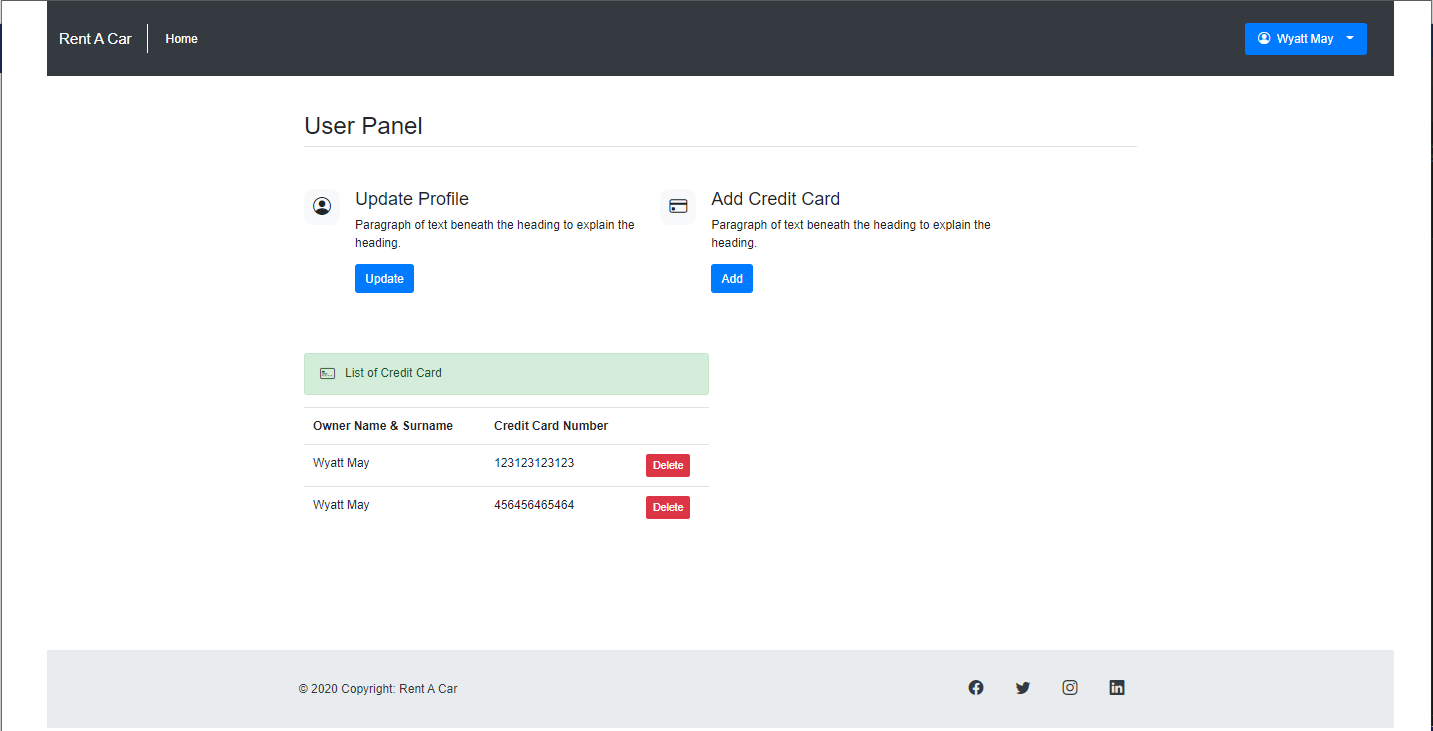 Rent A Car
Home
Wyatt May
User Panel
Update Profile
Paragraph of text beneath the heading to explain the
heading.
Update
Add Credit Card
Paragraph of text beneath the heading to explain the
heading.
Add
List of Credit Card
Owner Name & Surname Credit Card Number
Wyatt May 123123123123 Delete
Wyatt May 456456465464 Delete
© 2020 Copyright: Rent A Car